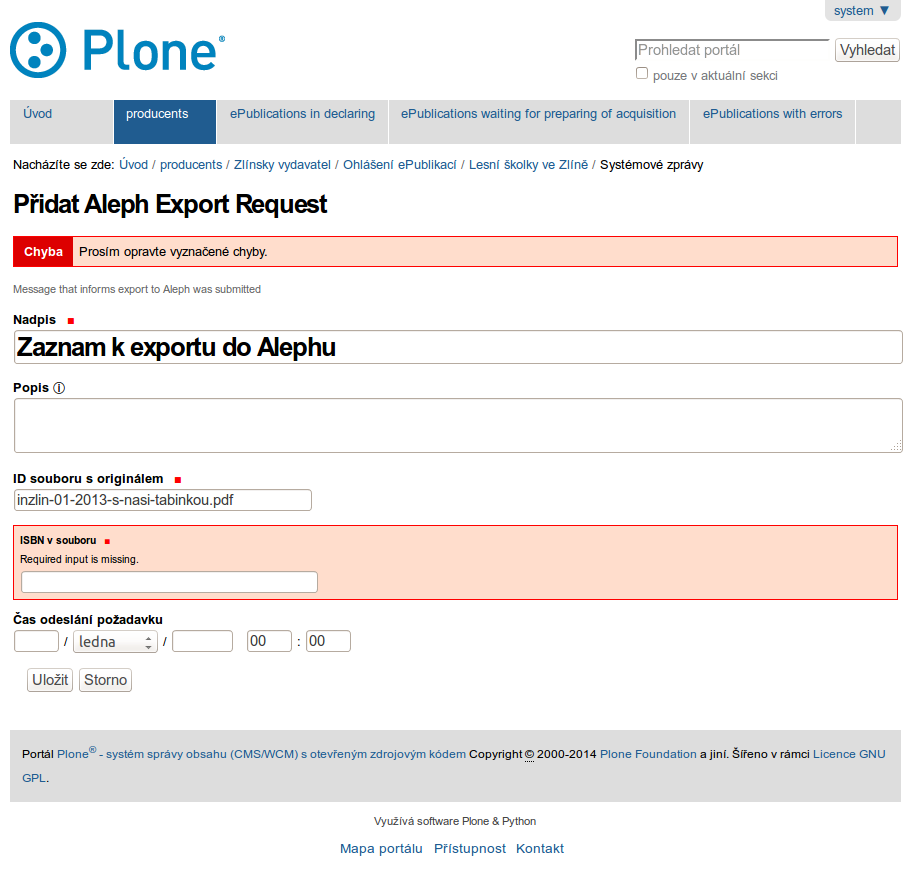 system ▼
Plone®
Prohledat portál
Vyhledat
pouze v aktuální sekci
Úvod
producents
ePublications in declaring
ePublications waiting for preparing of acquisition
ePublications with errors
Nacházíte se zde: Úvod / producents / Zlínsky vydavatel / Ohlášení ePublikací / Lesní školky ve Zlíně / Systémové zprávy
Přidat Aleph Export Request
Chyba Prosím opravte vyznačené chyby.
Message that informs export to Aleph was submitted
Nadpis
Zaznam k exportu do Alephu
Popis ⓘ
ID souboru s originálem
inzlin-01-2013-s-nasi-tabinkou.pdf
ISBN v souboru
Required input is missing.
Čas odeslání požadavku
/ ledna / 00 : 00
Uložit Storno
Portál Plone® - systém správy obsahu (CMS/WCM) s otevřeným zdrojovým kódem Copyright © 2000-2014 Plone Foundation a jiní. Šířeno v rámci Licence GNU
GPL.
Využívá software Plone & Python
Mapa portálu Přístupnost Kontakt